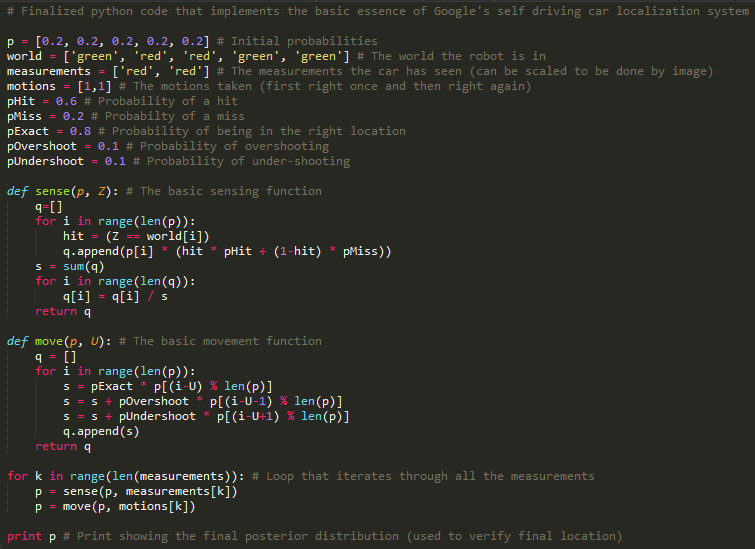 # Finalized python code that implements the basic essence of Google's self driving car localization system
p = [0.2, 0.2, 0.2, 0.2, 0.2] # Initial probabilities
world = ['green', 'red', 'red', 'green', 'green'] # The world the robot is in
measurements = ['red', 'red'] # The measurements the car has seen (can be scaled to be done by image)
motions = [1,1] # The motions taken (first right once and then right again)
pHit = 0.6 # Probability of a hit
pMiss = 0.2 # Probabilty of a miss
pExact = 0.8 # Probability of being in the right location
pOvershoot = 0.1 # Probability of overshooting
pUndershoot = 0.1 # Probability of under-shooting
def sense(p, Z): # The basic sensing function
    q=[]
    for i in range(len(p)):
        hit = (Z == world[i])
        q.append(p[i] * (hit * pHit + (1-hit) * pMiss))
    s = sum(q)
    for i in range(len(q)):
        q[i] = q[i] / s
    return q
def move(p, U): # The basic movement function
    q = []
    for i in range(len(p)):
        s = pExact * p[(i-U) % len(p)]
        s = s + pOvershoot * p[(i-U-1) % len(p)]
        s = s + pUndershoot * p[(i-U+1) % len(p)]
        q.append(s)
    return q
for k in range(len(measurements)): # Loop that iterates through all the measurements
    p = sense(p, measurements[k])
    p = move(p, motions[k])
print p # Print showing the final posterior distribution (used to verify final location)